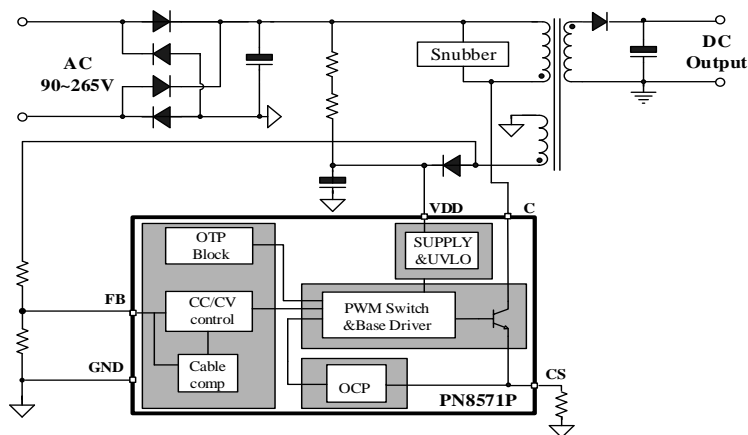 AC
90~265V
Snubber
DC
Output
VDD
C
OTP
Block
SUPPLY
&UVLO
FB
CC/CV
control
PWM Switch
&Base Driver
GND
Cable
comp
OCP
CS
PN8571P